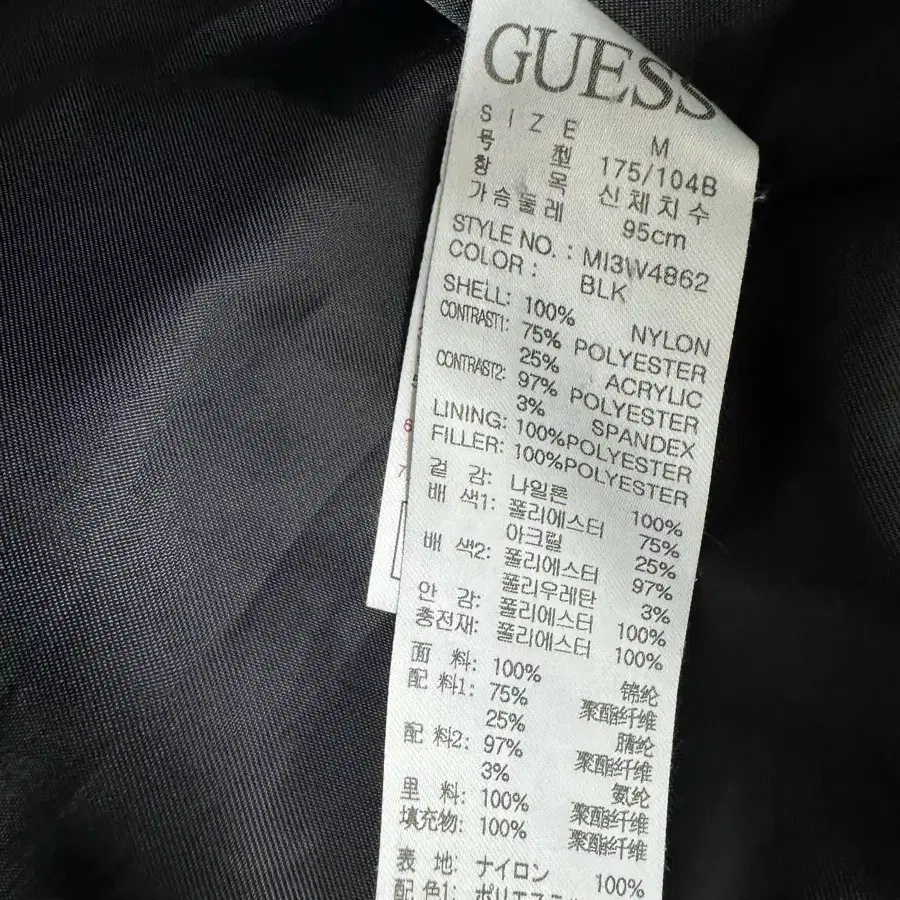 GUESS
SIZE M
号型 175/104B
항목 신체치수
가슴둘레 95cm
STYLE NO. : MI3W4862
COLOR : BLK
SHELL: 100% NYLON
CONTRAST1: 75% POLYESTER
25% ACRYLIC
CONTRAST2: 97% POLYESTER
3% SPANDEX
LINING: 100%POLYESTER
FILLER: 100%POLYESTER
겉 감: 나일론 100%
배 색1: 폴리에스터 75%
아크릴 25%
배 색2: 폴리에스터 97%
폴리우레탄 3%
안 감: 폴리에스터 100%
충전재: 폴리에스터 100%
面 料: 100% 锦纶
配 料1: 75% 聚酯纤维
25% 腈纶
配 料2: 97% 聚酯纤维
3% 氨纶
里 料: 100% 聚酯纤维
填充物: 100% 聚酯纤维
表 地: ナイロン 100%
配 色1: ポリエス